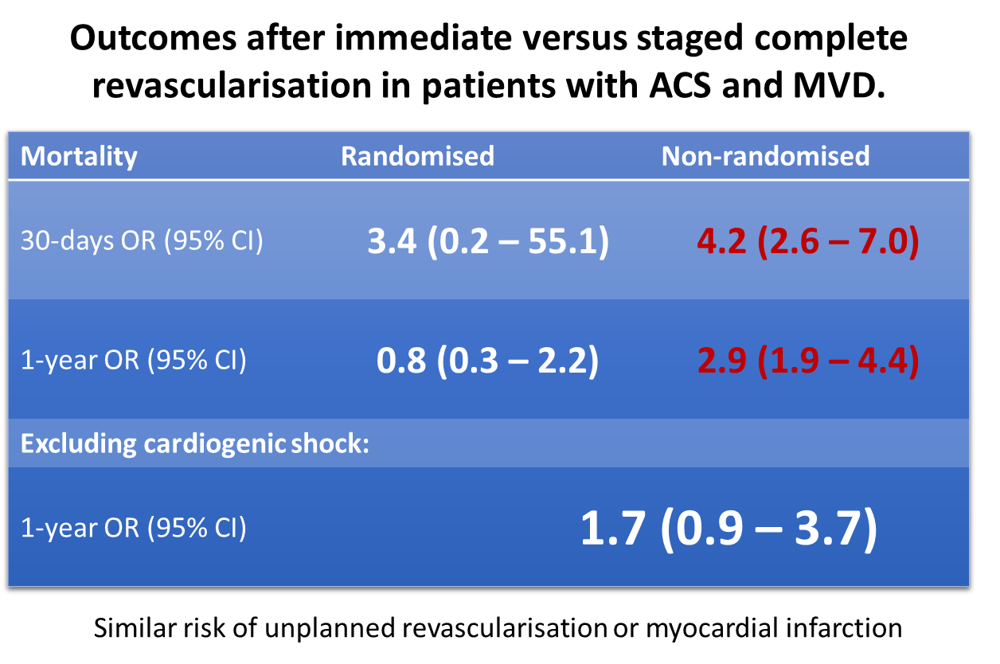 Outcomes after immediate versus staged complete
revascularisation in patients with ACS and MVD.
Mortality Randomised Non-randomised
30-days OR (95% CI) 3.4 (0.2 – 55.1) 4.2 (2.6 – 7.0)
1-year OR (95% CI) 0.8 (0.3 – 2.2) 2.9 (1.9 – 4.4)
Excluding cardiogenic shock:
1-year OR (95% CI) 1.7 (0.9 – 3.7)
Similar risk of unplanned revascularisation or myocardial infarction